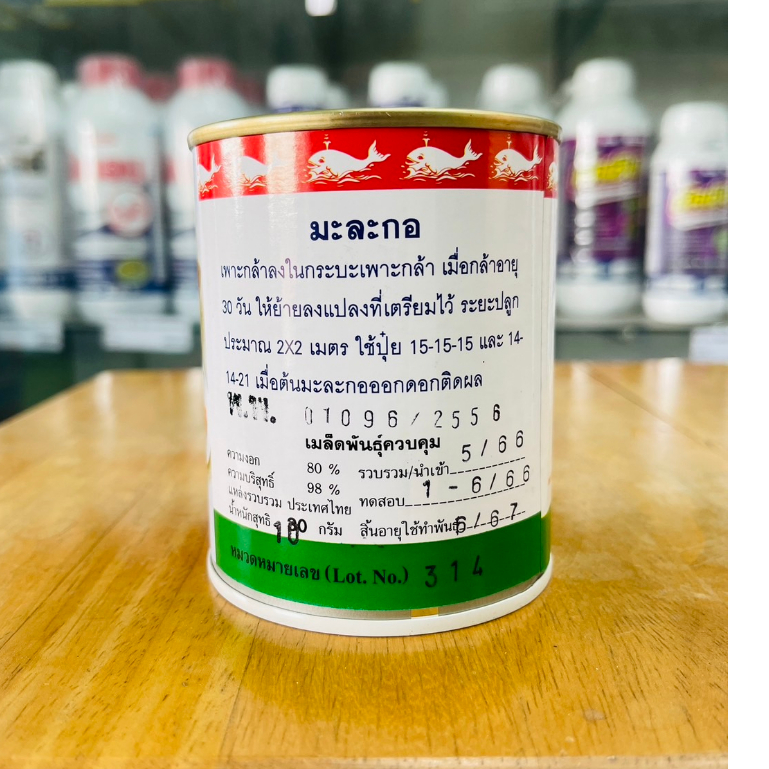 มะละกอ
เพาะกล้าลงในกระบะเพาะกล้า เมื่อกล้าอายุ
30 วัน ให้ย้ายลงแปลงที่เตรียมไว้ ระยะปลูก
ประมาณ 2X2 เมตร ใช้ปุ๋ย 15-15-15 และ 14-
14-21 เมื่อต้นมะละกอออกดอกติดผล
พ.พ. 01096/2556
เมล็ดพันธุ์ควบคุม
ความงอก 80 % รวบรวม/นำเข้า 5/66
ความบริสุทธิ์ 98 % ทดสอบ 1-6/66
แหล่งรวบรวม ประเทศไทย
น้ำหนักสุทธิ 10 กรัม สิ้นอายุใช้ทำพันธุ์ 6/67
หมวดหมายเลข (Lot. No.) 314